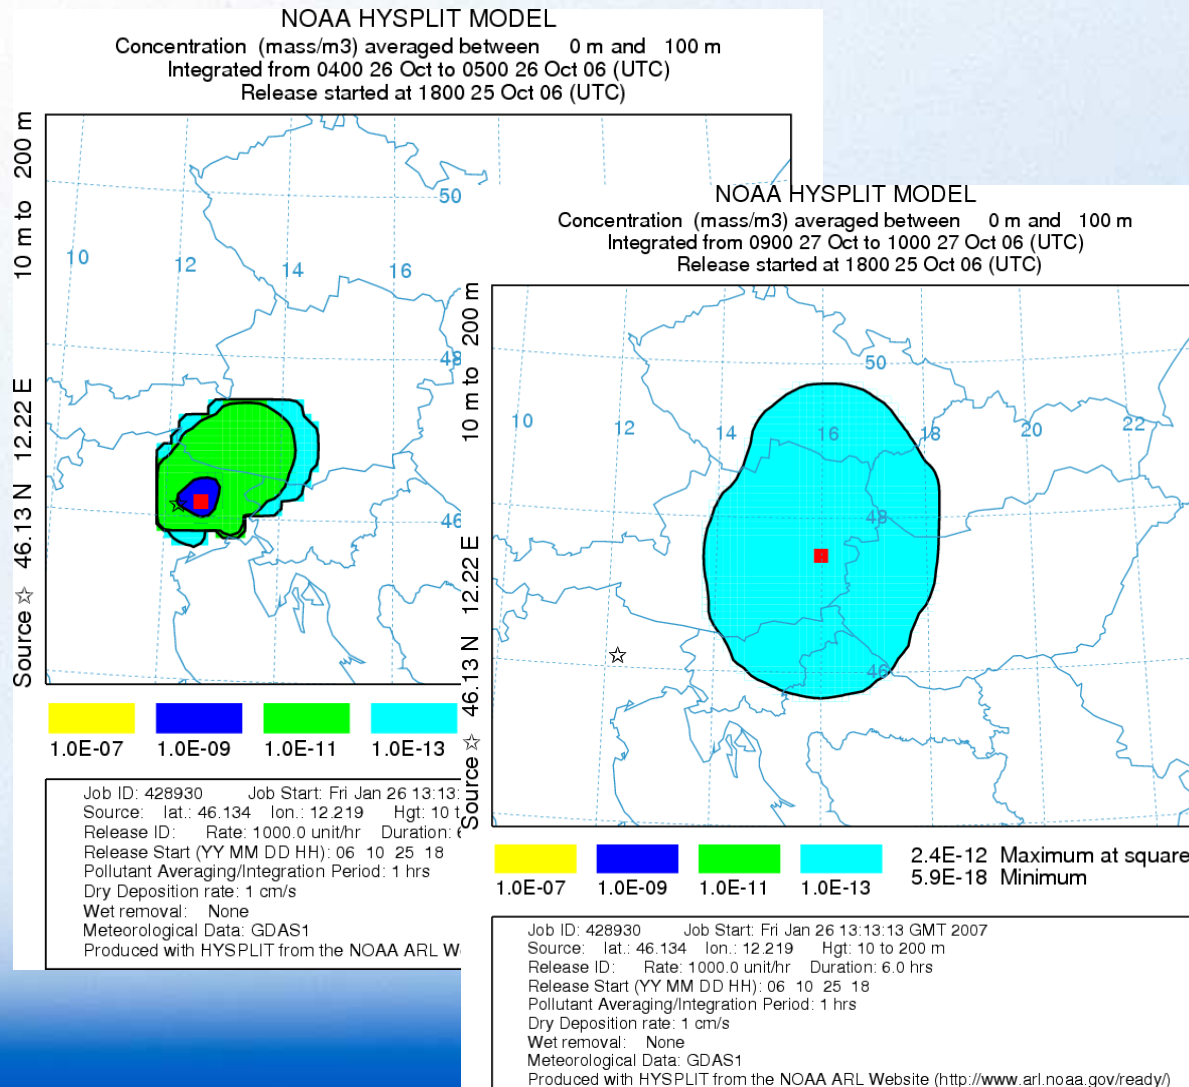 NOAA HYSPLIT MODEL
Concentration (mass/m3) averaged between 0 m and 100 m
Integrated from 0400 26 Oct to 0500 26 Oct 06 (UTC)
Release started at 1800 25 Oct 06 (UTC)
Source ☆ 46.13 N 12.22 E 10 m to 200 m
50
10
12
14
16
48
46
1.0E-07 1.0E-09 1.0E-11 1.0E-13
Job ID: 428930 Job Start: Fri Jan 26 13:13:
Source: lat.: 46.134 lon.: 12.219 Hgt: 10 t
Release ID: Rate: 1000.0 unit/hr Duration:
Release Start (YY MM DD HH): 06 10 25 18
Pollutant Averaging/Integration Period: 1 hrs
Dry Deposition rate: 1 cm/s
Wet removal: None
Meteorological Data: GDAS1
Produced with HYSPLIT from the NOAA ARL W
NOAA HYSPLIT MODEL
Concentration (mass/m3) averaged between 0 m and 100 m
Integrated from 0900 27 Oct to 1000 27 Oct 06 (UTC)
Release started at 1800 25 Oct 06 (UTC)
Source ☆ 46.13 N 12.22 E 10 m to 200 m
50
10
12
14
16
18
20
22
48
46
1.0E-07 1.0E-09 1.0E-11 1.0E-13
2.4E-12 Maximum at square
5.9E-18 Minimum
Job ID: 428930 Job Start: Fri Jan 26 13:13:13 GMT 2007
Source: lat.: 46.134 lon.: 12.219 Hgt: 10 to 200 m
Release ID: Rate: 1000.0 unit/hr Duration: 6.0 hrs
Release Start (YY MM DD HH): 06 10 25 18
Pollutant Averaging/Integration Period: 1 hrs
Dry Deposition rate: 1 cm/s
Wet removal: None
Meteorological Data: GDAS1
Produced with HYSPLIT from the NOAA ARL Website (http://www.arl.noaa.gov/ready/)